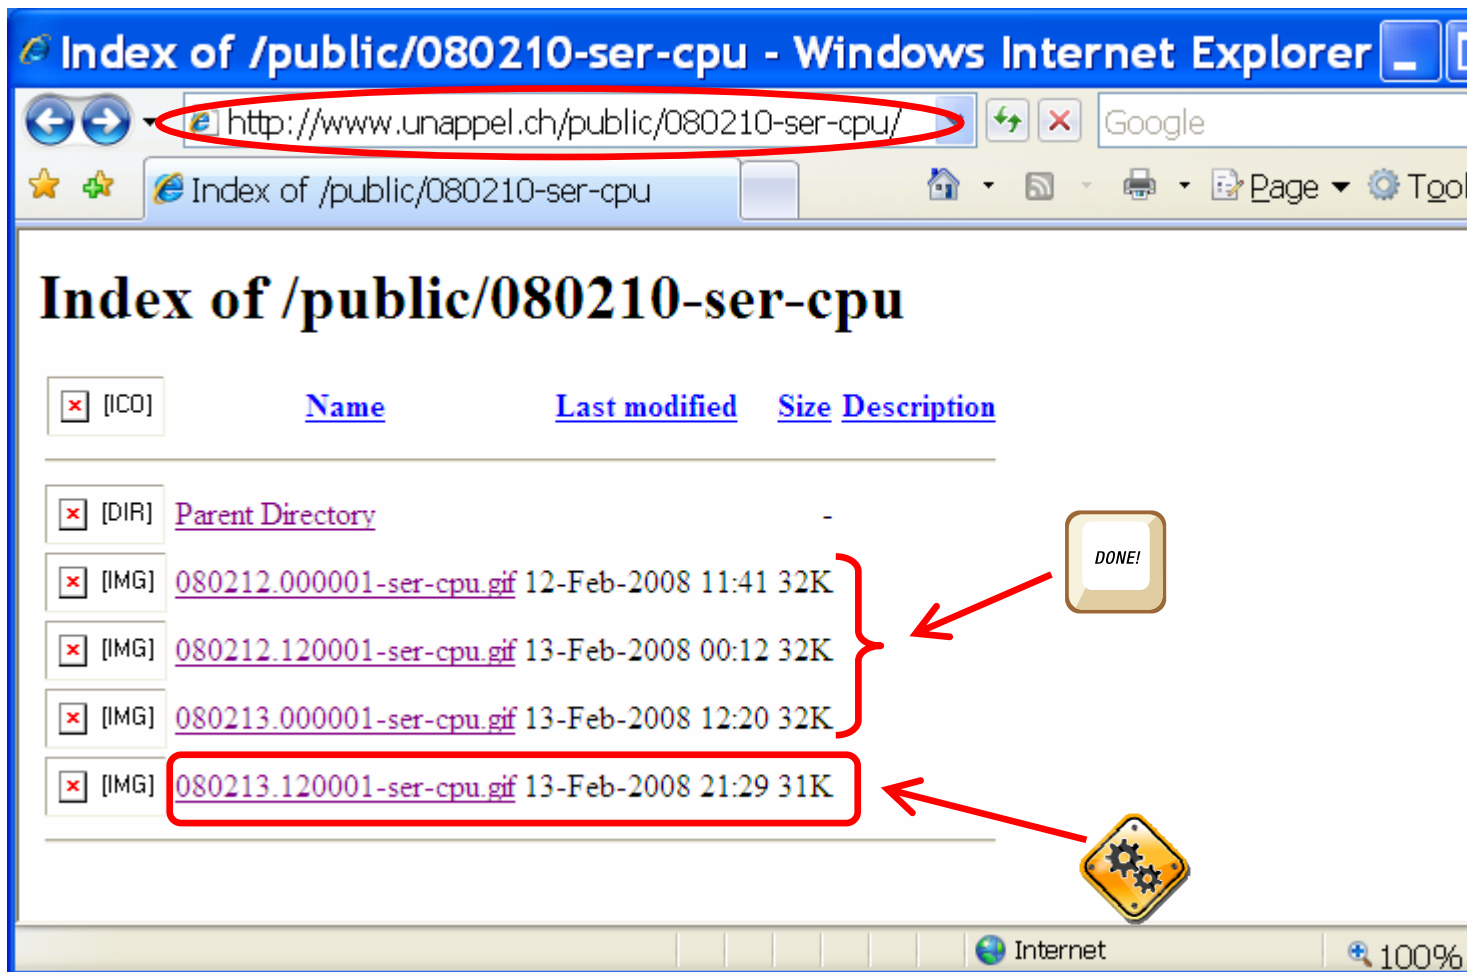 Index of /public/080210-ser-cpu - Windows Internet Explorer
http://www.unappel.ch/public/080210-ser-cpu/
Google
Index of /public/080210-ser-cpu
Page
Tool
Index of /public/080210-ser-cpu
[ICO] Name Last modified Size Description
[DIR] Parent Directory -
[IMG] 080212.000001-ser-cpu.gif 12-Feb-2008 11:41 32K
DONE!
[IMG] 080212.120001-ser-cpu.gif 13-Feb-2008 00:12 32K
[IMG] 080213.000001-ser-cpu.gif 13-Feb-2008 12:20 32K
[IMG] 080213.120001-ser-cpu.gif 13-Feb-2008 21:29 31K
Internet
100%